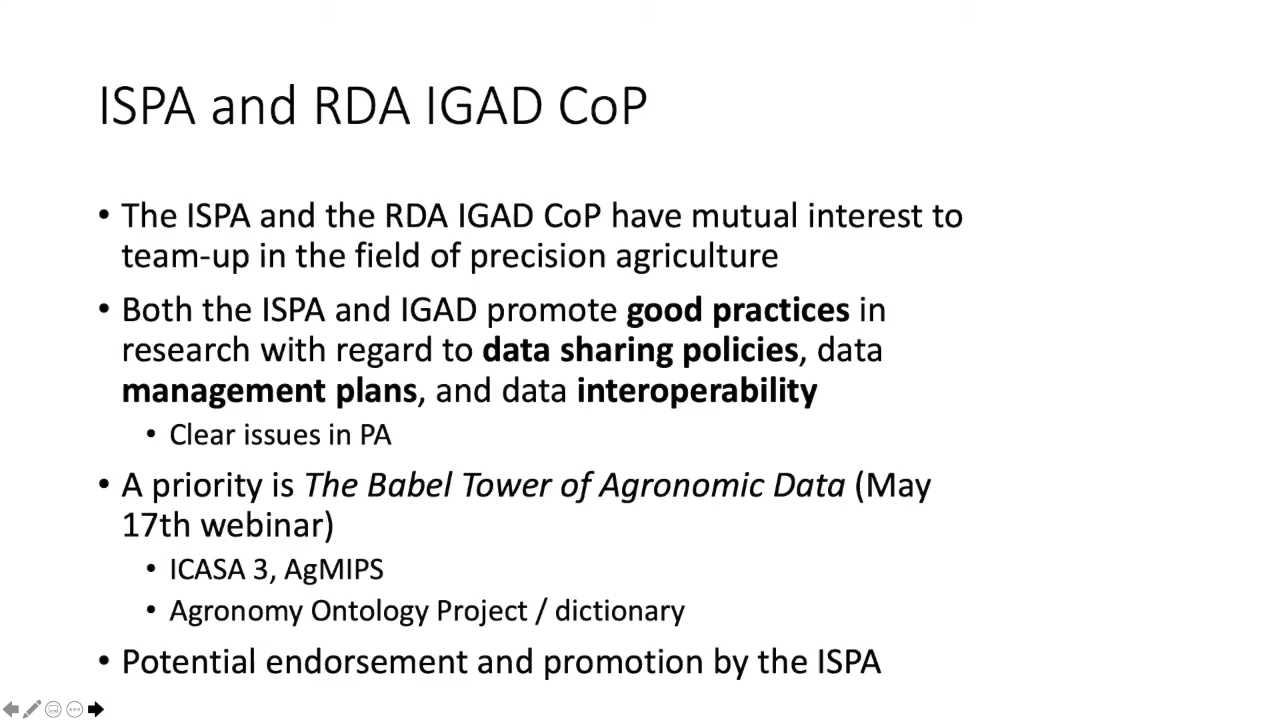 ISPA and RDA IGAD CoP
• The ISPA and the RDA IGAD CoP have mutual interest to
team-up in the field of precision agriculture
• Both the ISPA and IGAD promote good practices in
research with regard to data sharing policies, data
management plans, and data interoperability
• Clear issues in PA
• A priority is The Babel Tower of Agronomic Data (May
17th webinar)
• ICASA 3, AgMIPS
• Agronomy Ontology Project / dictionary
• Potential endorsement and promotion by the ISPA